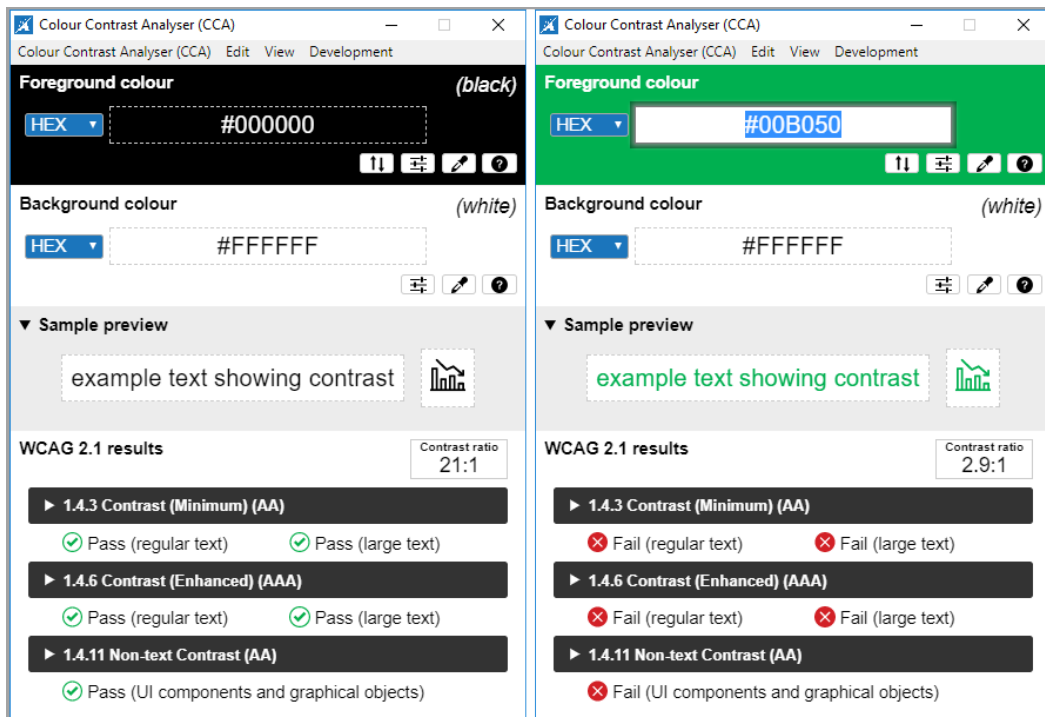 Colour Contrast Analyser (CCA)
Colour Contrast Analyser (CCA) Edit View Development
Foreground colour (black)
HEX #000000
Background colour (white)
HEX #FFFFFF
Sample preview
example text showing contrast
WCAG 2.1 results Contrast ratio
21:1
1.4.3 Contrast (Minimum) (AA)
Pass (regular text) Pass (large text)
1.4.6 Contrast (Enhanced) (AAA)
Pass (regular text) Pass (large text)
1.4.11 Non-text Contrast (AA)
Pass (UI components and graphical objects)
Colour Contrast Analyser (CCA)
Colour Contrast Analyser (CCA) Edit View Development
Foreground colour
HEX #00B050
Background colour (white)
HEX #FFFFFF
Sample preview
example text showing contrast
WCAG 2.1 results Contrast ratio
2.9:1
1.4.3 Contrast (Minimum) (AA)
Fail (regular text) Fail (large text)
1.4.6 Contrast (Enhanced) (AAA)
Fail (regular text) Fail (large text)
1.4.11 Non-text Contrast (AA)
Fail (UI components and graphical objects)